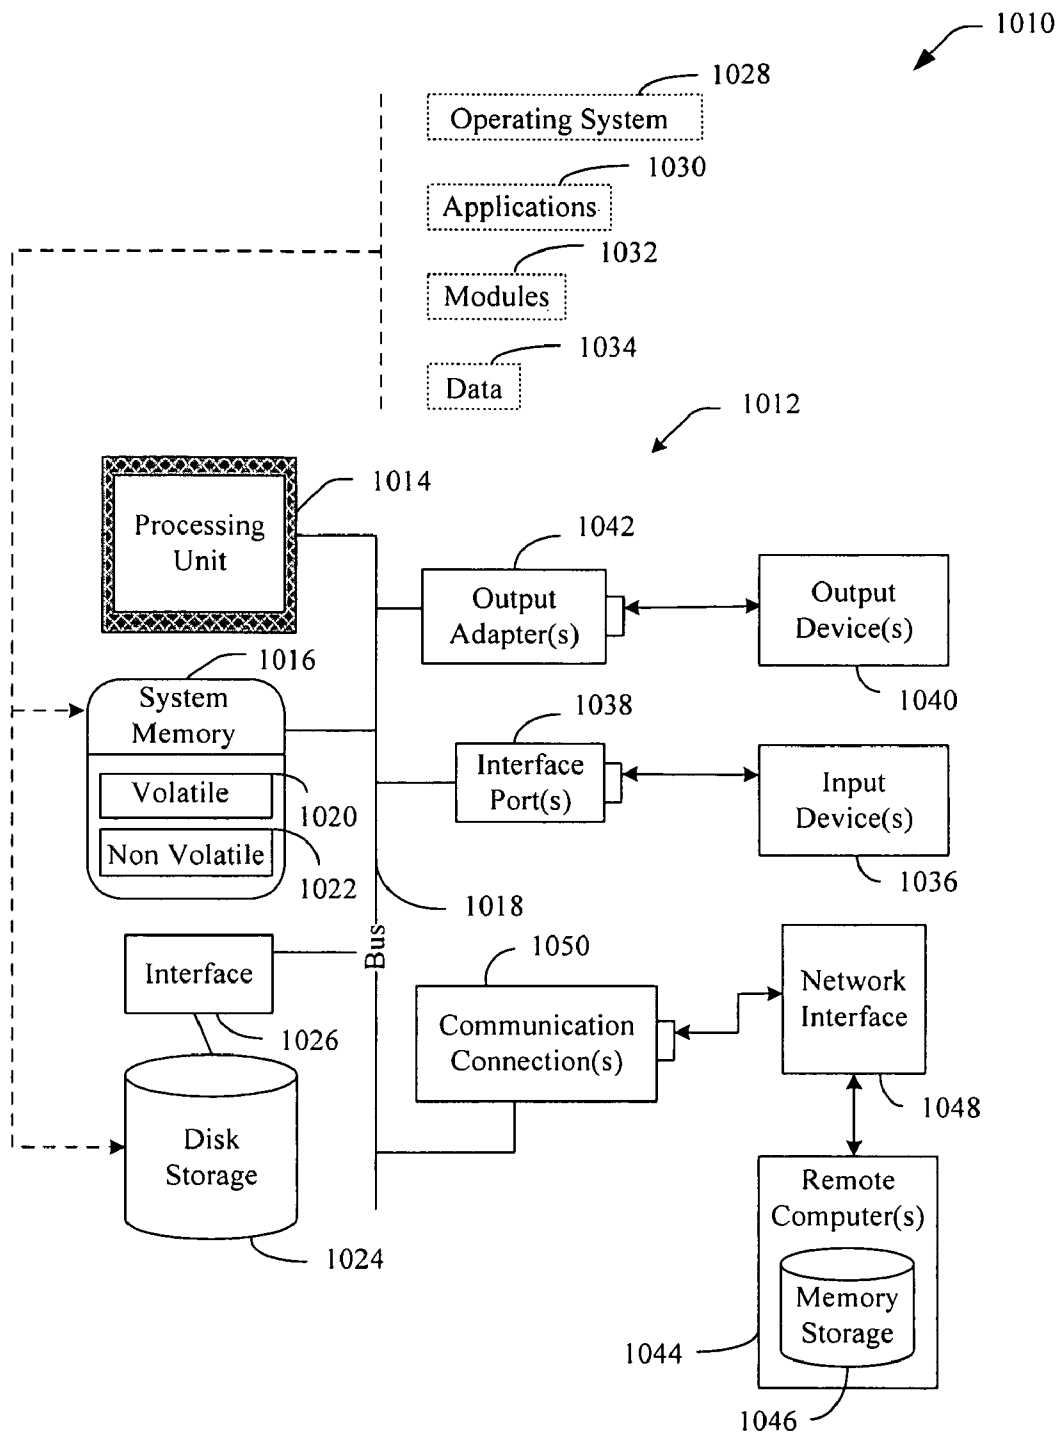 1010
1028
Operating System
1030
Applications
1032
Modules
1034
Data
1012
1014
Processing
Unit
1042
Output
Adapter(s)
Output
Device(s)
1040
1016
System
Memory
Volatile
1020
Non Volatile
1022
1038
Interface
Port(s)
Input
Device(s)
1036
1018
Bus
Interface
1026
1050
Communication
Connection(s)
Network
Interface
1048
Disk
Storage
1024
Remote
Computer(s)
Memory
Storage
1044
1046